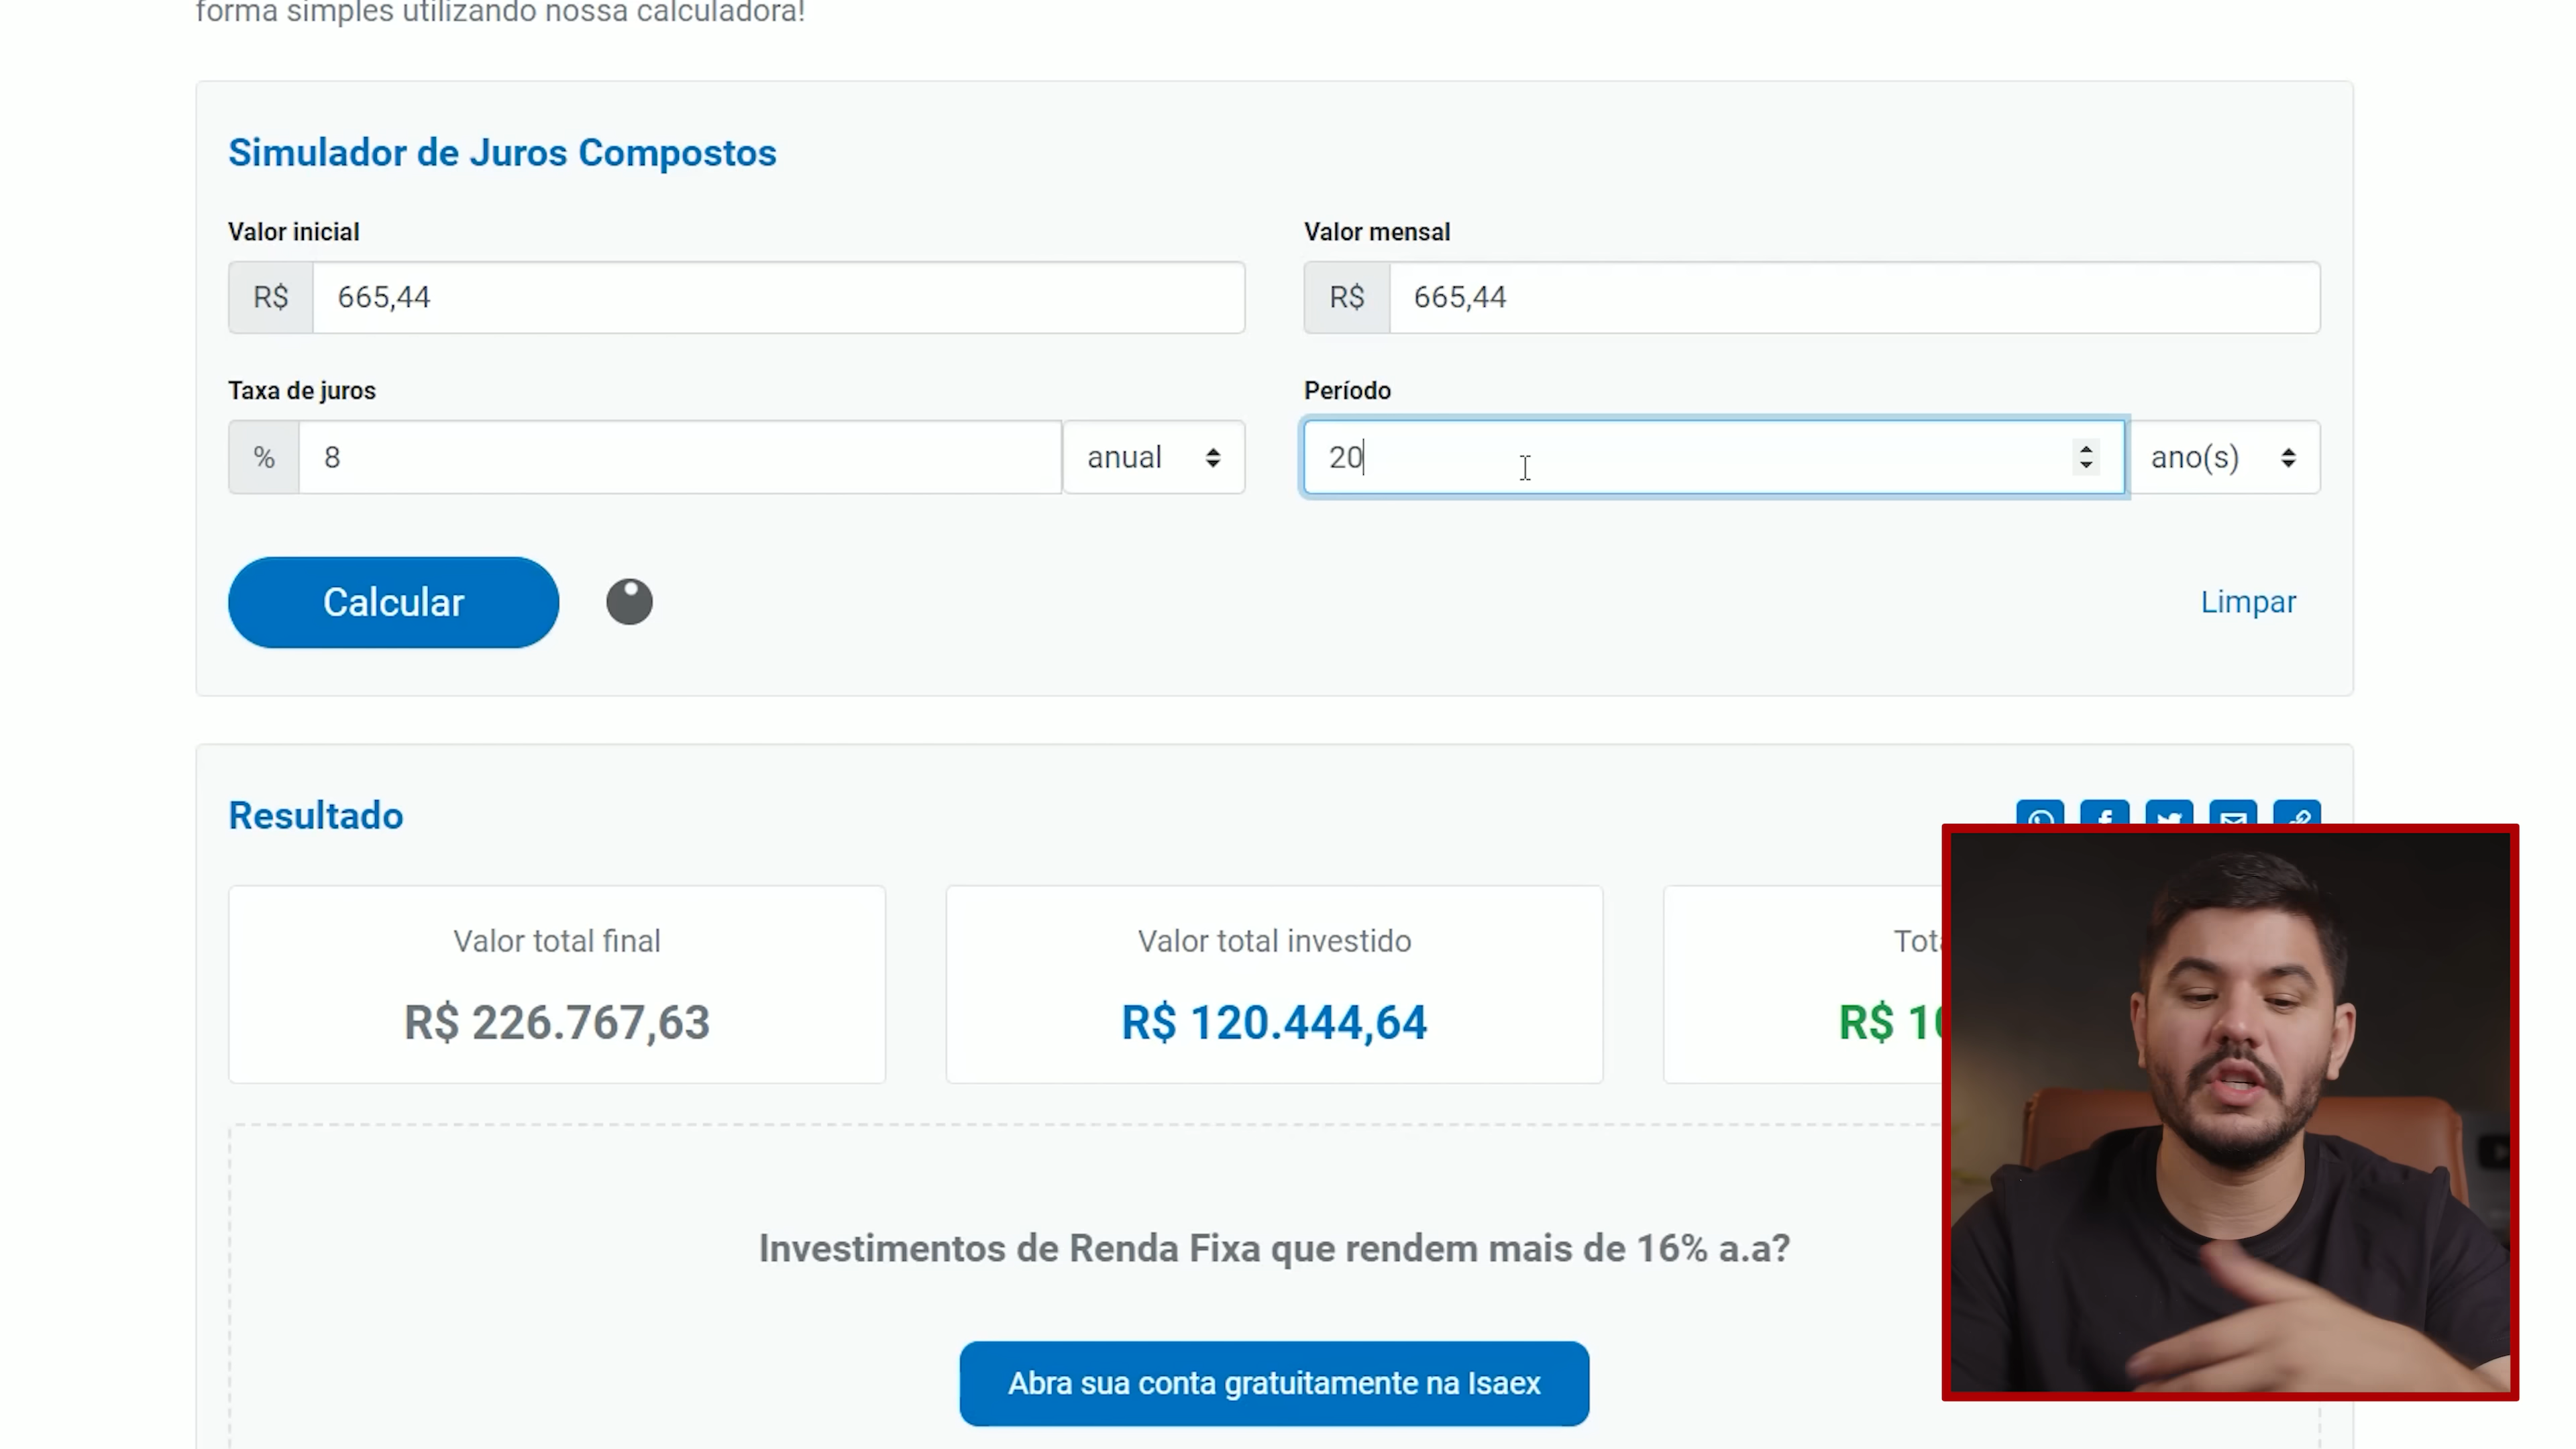 forma simples utilizando nossa calculadora!
Simulador de Juros Compostos
Valor inicial
Valor mensal
R$ 665,44
R$ 665,44
Taxa de juros
Período
% 8 anual
20 ano(s)
Calcular
Limpar
Resultado
Valor total final
Valor total investido
R$ 226.767,63
R$ 120.444,64
R$
Investimentos de Renda Fixa que rendem mais de 16% a.a?
Abra sua conta gratuitamente na Isaex